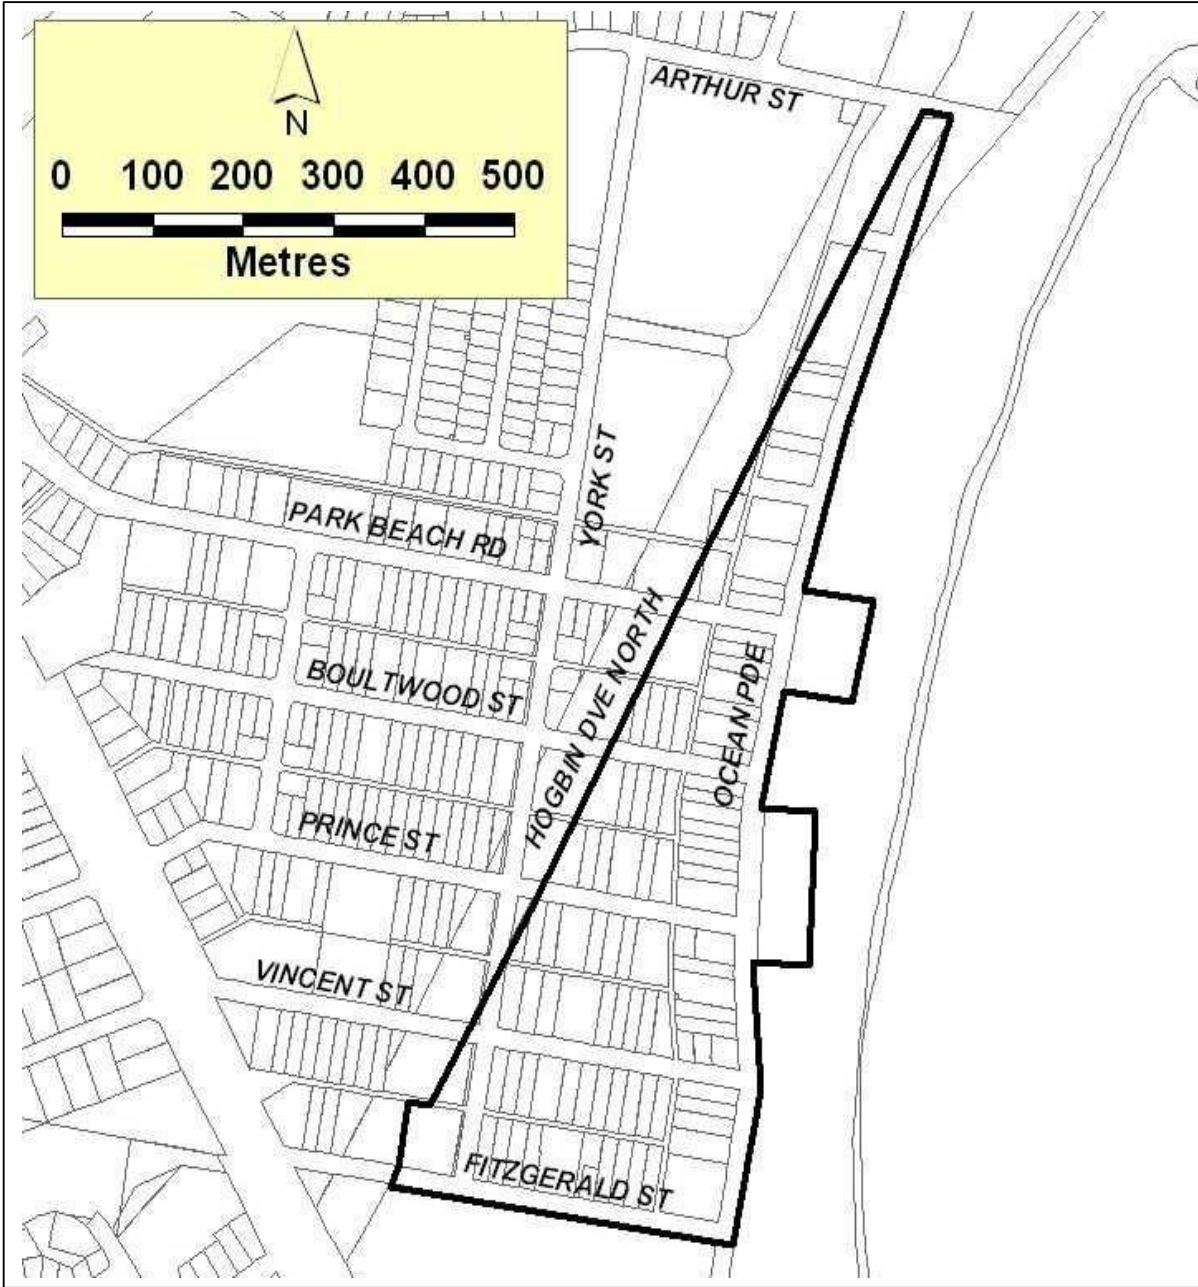 ARTHUR ST
N
0 100 200 300 400 500
Metres
YORK ST
PARK BEACH RD
HOGBIN DVE NORTH
BOULTWOOD ST
OCEAN PDE
PRINCE ST
VINCENT ST
FITZGERALD ST